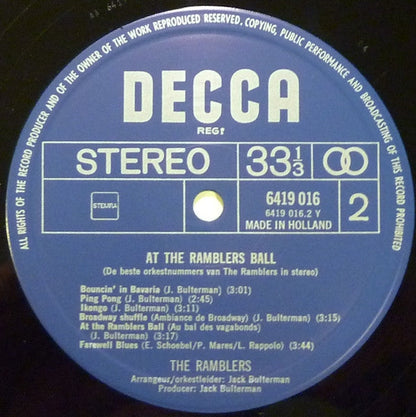 ALL RIGHTS OF THE RECORD PRODUCER AND OF THE OWNER OF THE WORK REPRODUCED RESERVED, COPYING, PUBLIC PERFORMANCE AND BROADCASTING OF THIS RECORD PROHIBITED
DECCA
REGᵈ
STEREO 33⅓
STEMRA
6419 016
6419 016.2 Y
MADE IN HOLLAND
2
AT THE RAMBLERS BALL
(De beste orkestnummers van The Ramblers in stereo)
Bouncin' in Bavaria (J. Bulterman) (3:01)
Ping Pong (J. Bulterman) (2:45)
Ikongo (J. Bulterman) (3:11)
Broadway shuffle (Ambiance de Broadway) (J. Bulterman) (3:15)
At the Ramblers Ball (Au bal des vagabonds)
(J. Bulterman) (3:17)
Farewell Blues (E. Schoebel/P. Mares/L. Rappolo) (3:44)
THE RAMBLERS
Arrangeur/orkestleider: Jack Bulterman
Producer: Jack Bulterman